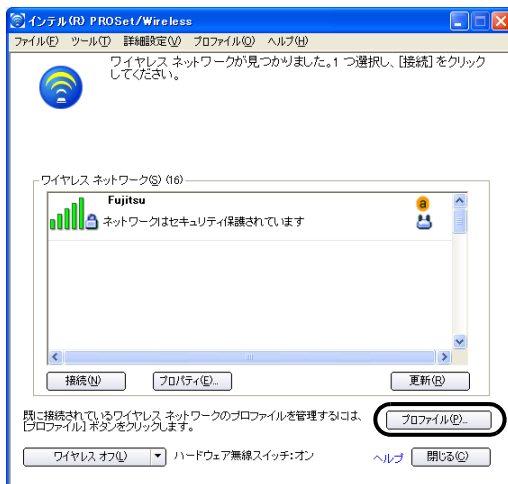 インテル(R) PROSet/Wireless
ファイル(F) ツール(T) 詳細設定(V) プロファイル(O) ヘルプ(H)
ワイヤレス ネットワークが見つかりました。1 つ選択し、[接続] をクリック
してください。
ワイヤレス ネットワーク(S) (16)
Fujitsu
a
ネットワークはセキュリティ保護されています
接続(N) プロパティ(E)... 更新(R)
既に接続されているワイヤレス ネットワークのプロファイルを管理するには、
[プロファイル] ボタンをクリックします。
プロファイル(P)...
ワイヤレス オフ(L) ハードウェア無線スイッチ:オン ヘルプ 閉じる(C)